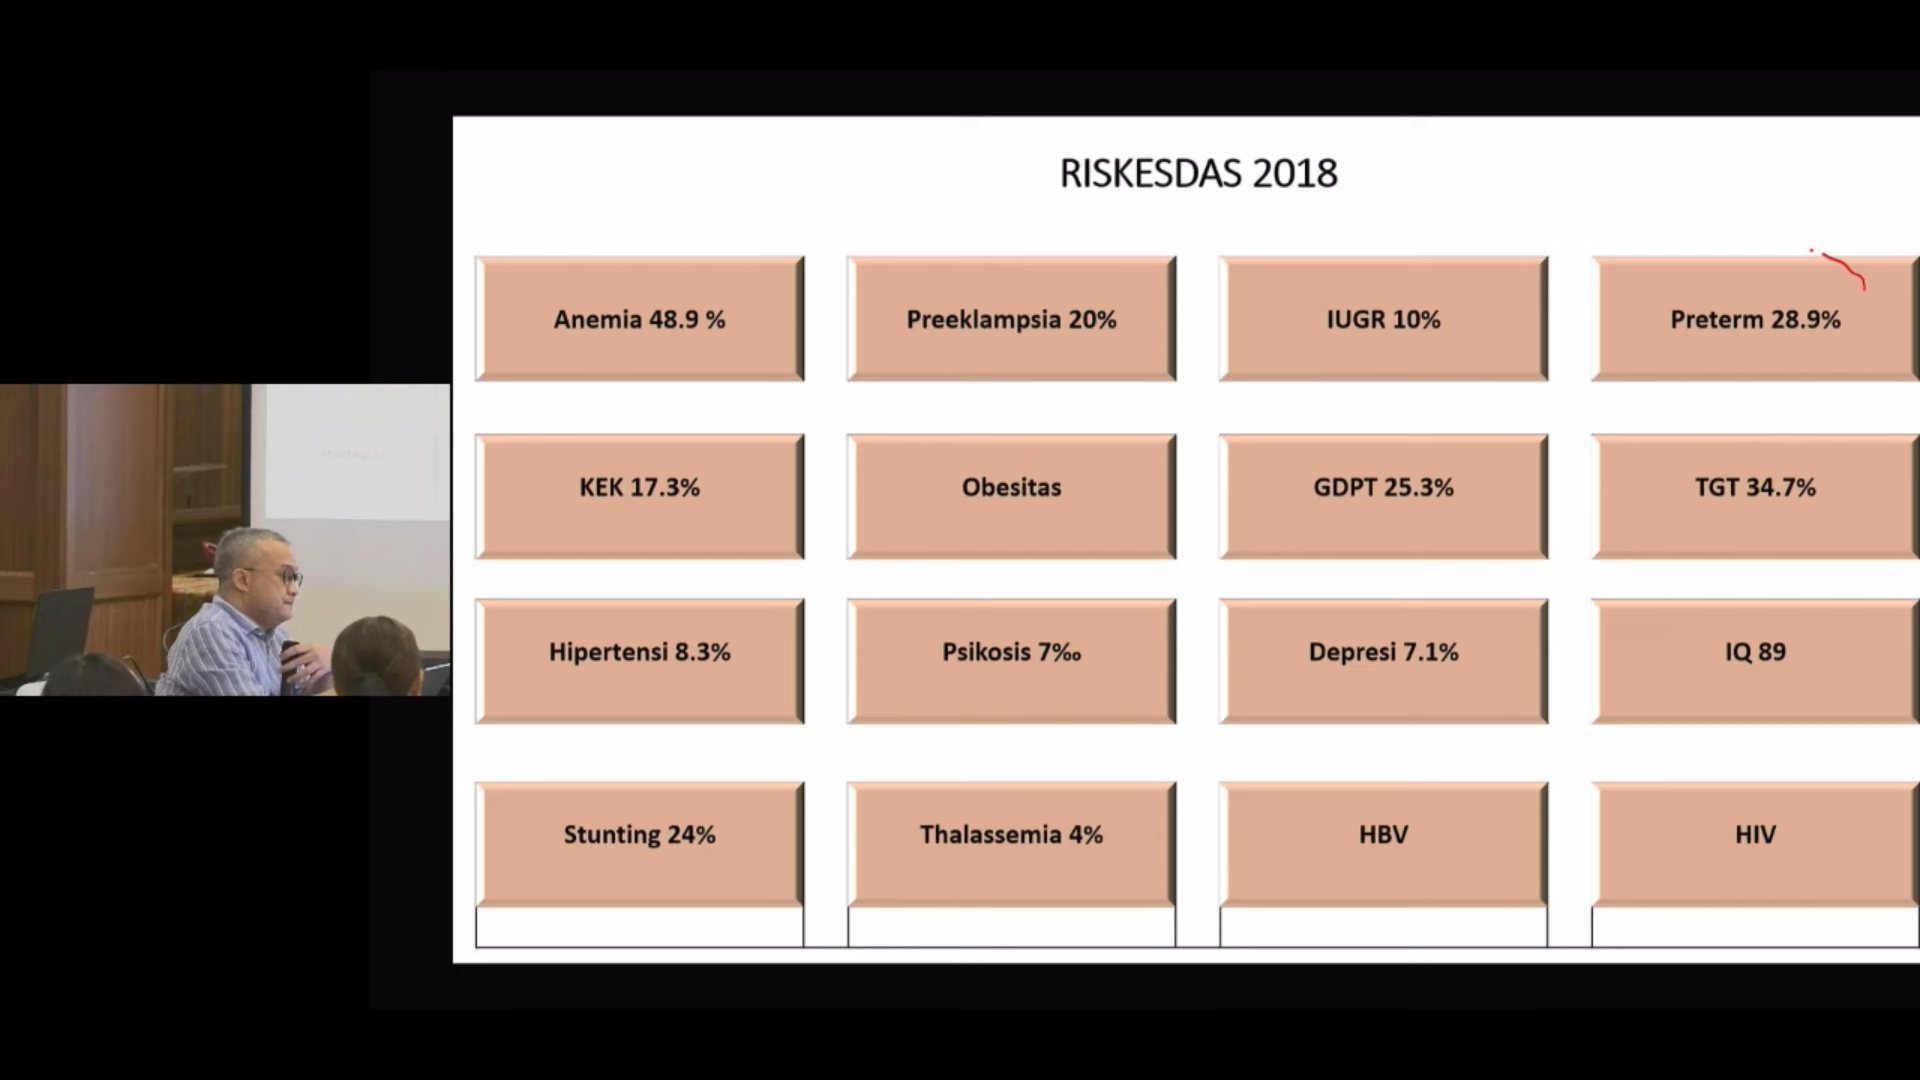 RISKESDAS 2018
Anemia 48.9 %
Preeklampsia 20%
IUGR 10%
Preterm 28.9%
KEK 17.3%
Obesitas
GDPT 25.3%
TGT 34.7%
Hipertensi 8.3%
Psikosis 7‰
Depresi 7.1%
IQ 89
Stunting 24%
Thalassemia 4%
HBV
HIV